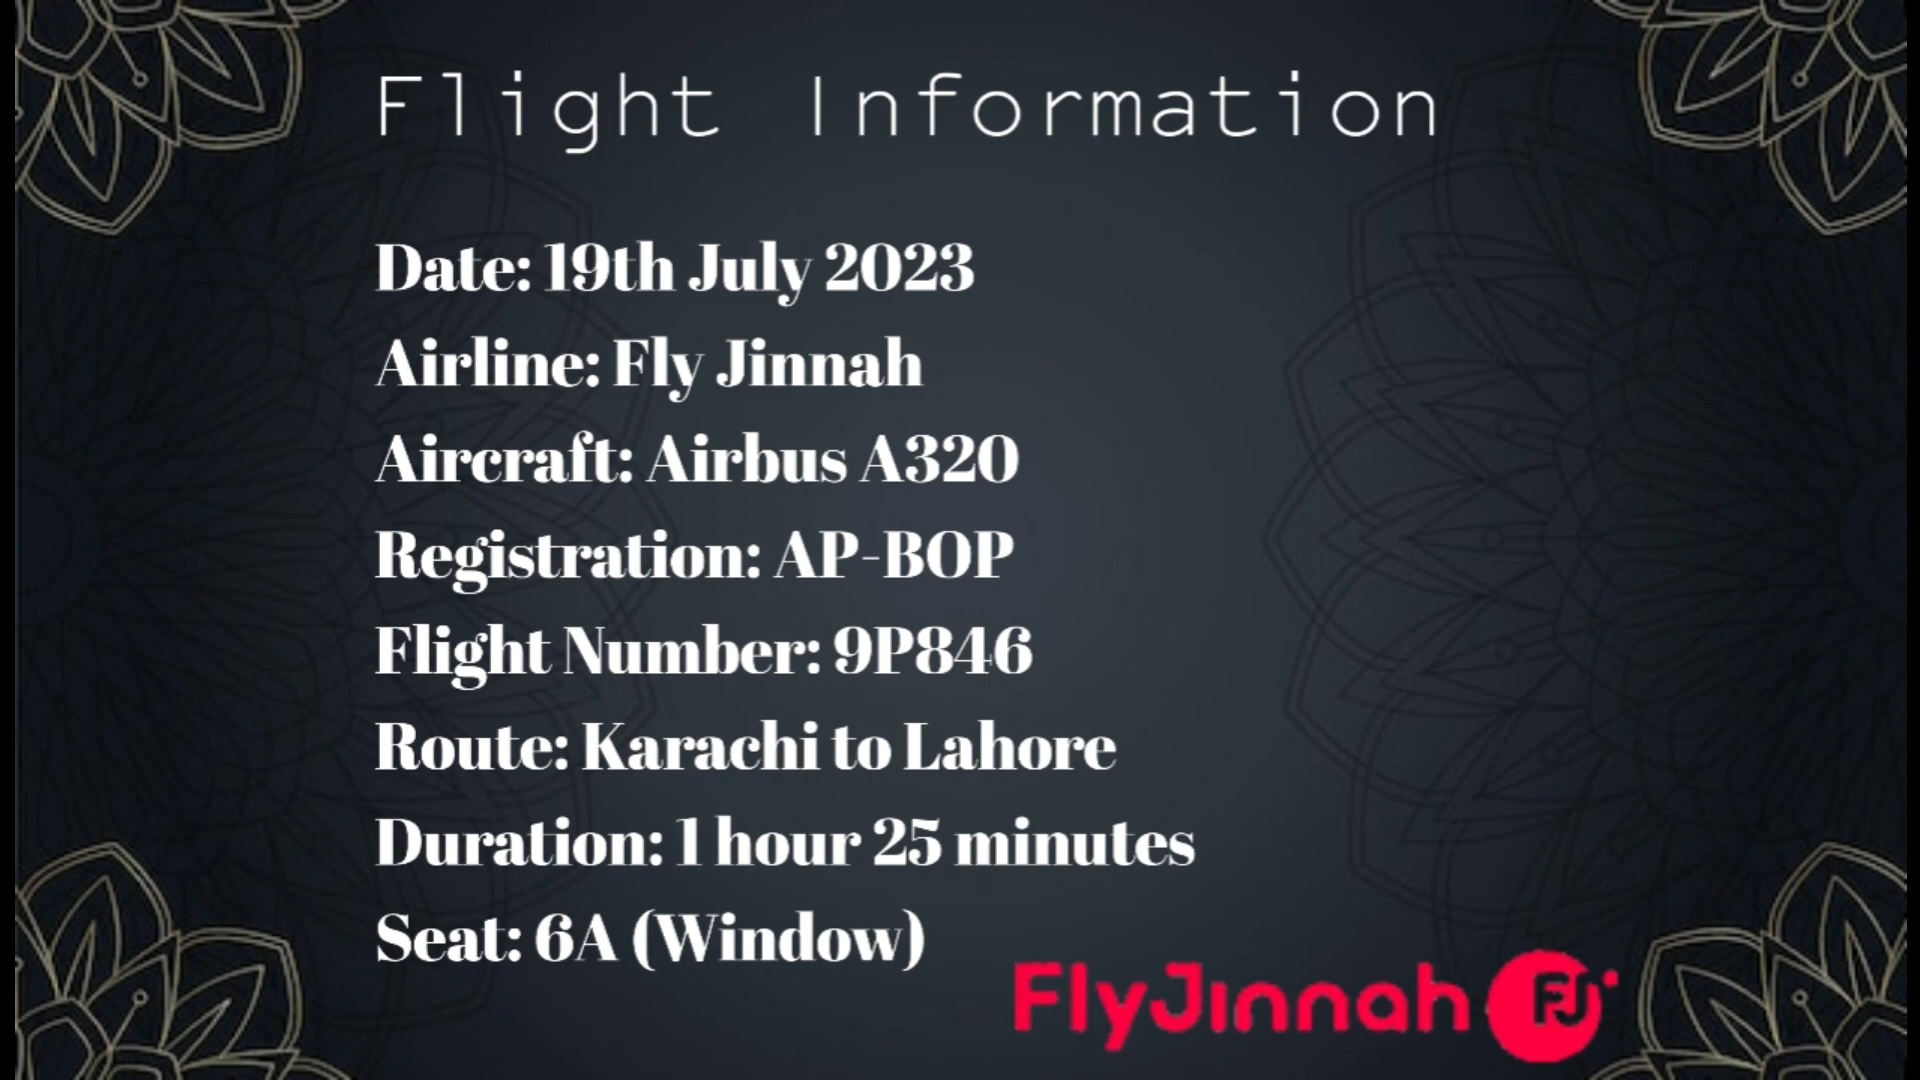 Flight Information
Date: 19th July 2023
Airline: Fly Jinnah
Aircraft: Airbus A320
Registration: AP-BOP
Flight Number: 9P846
Route: Karachi to Lahore
Duration: 1 hour 25 minutes
Seat: 6A (Window)
FlyJinnah FJ